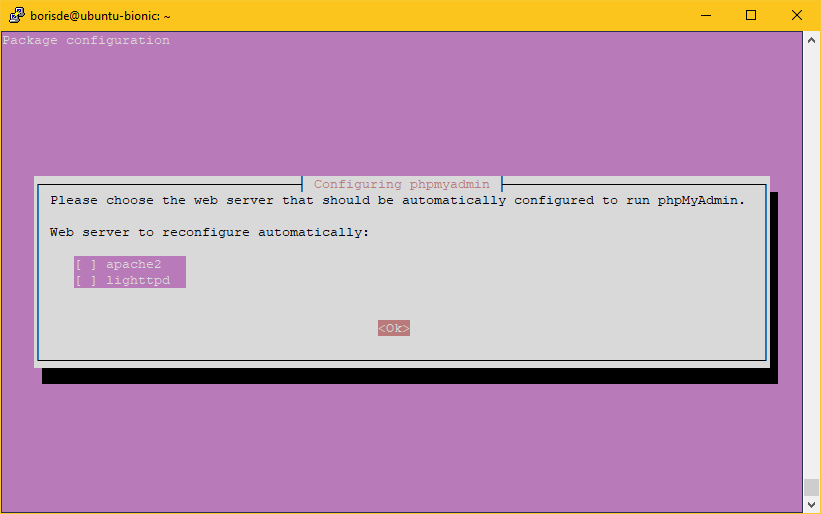 borisde@ubuntu-bionic: ~
Package configuration
Configuring phpmyadmin
Please choose the web server that should be automatically configured to run phpMyAdmin.
Web server to reconfigure automatically:
[ ] apache2
[ ] lighttpd
<Ok>